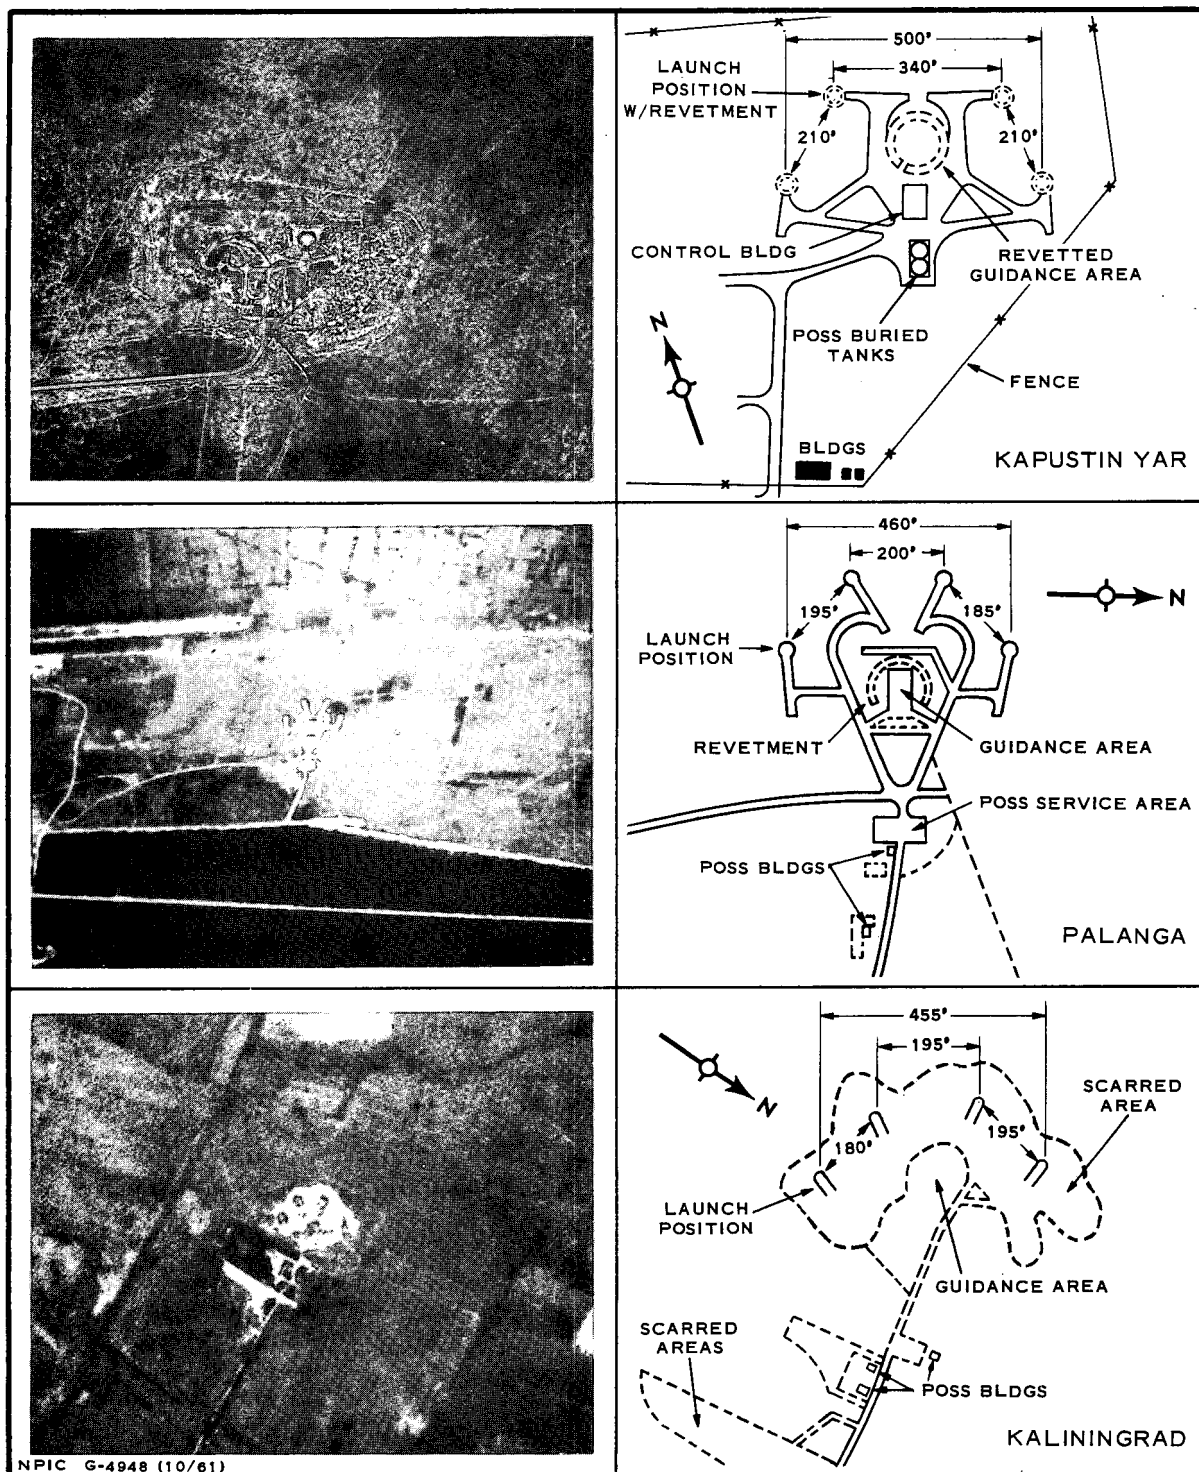 500'
340'
LAUNCH
POSITION
W/REVETMENT
210'
210'
CONTROL BLDG
REVETTED
GUIDANCE AREA
POSS BURIED
TANKS
N
FENCE
BLDGS
KAPUSTIN YAR
460'
200'
195'
185'
N
LAUNCH
POSITION
REVETMENT
GUIDANCE AREA
POSS SERVICE AREA
POSS BLDGS
PALANGA
455'
195'
N
SCARRED
AREA
180'
195'
LAUNCH
POSITION
GUIDANCE AREA
SCARRED
AREAS
POSS BLDGS
KALININGRAD
NPIC G-4948 (10/61)